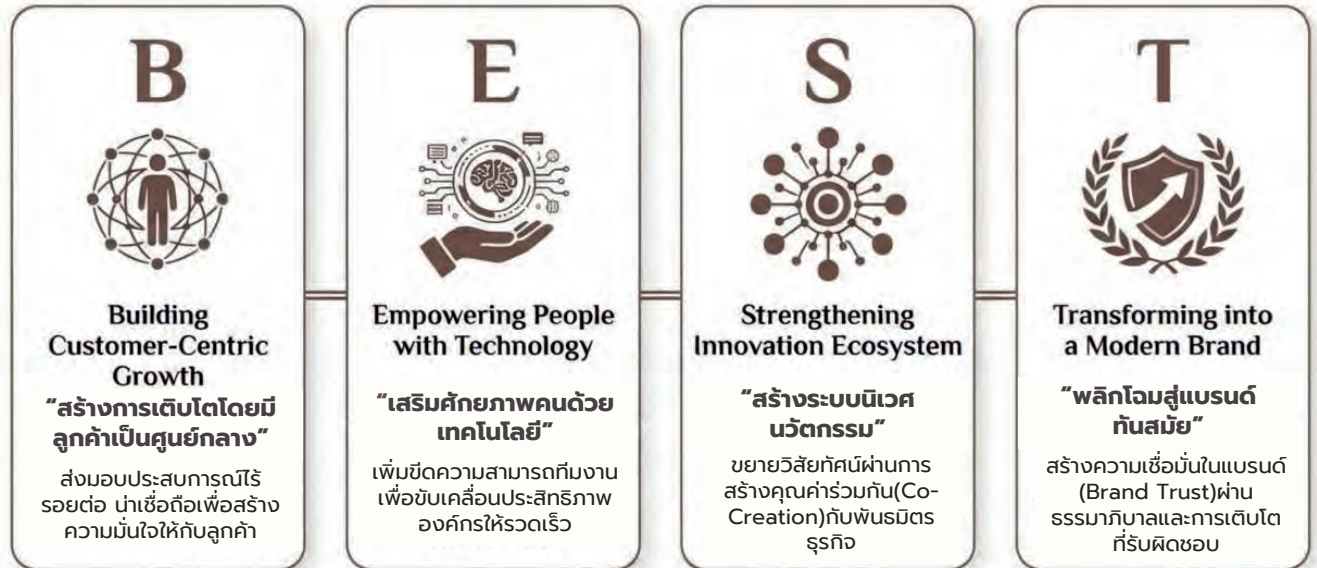 B
Building
Customer-Centric
Growth
“สร้างการเติบโตโดยมี
ลูกค้าเป็นศูนย์กลาง”
ส่งมอบประสบการณ์ไร้
รอยต่อ น่าเชื่อถือเพื่อสร้าง
ความมั่นใจให้กับลูกค้า
E
Empowering People
with Technology
“เสริมศักยภาพคนด้วย
เทคโนโลยี”
เพิ่มขีดความสามารถทีมงาน
เพื่อขับเคลื่อนประสิทธิภาพ
องค์กรให้รวดเร็ว
S
Strengthening
Innovation Ecosystem
“สร้างระบบนิเวศ
นวัตกรรม”
ขยายวิสัยทัศน์ผ่านการ
สร้างคุณค่าร่วมกัน(Co-
Creation)กับพันธมิตร
ธุรกิจ
T
Transforming into
a Modern Brand
“พลิกโฉมสู่แบรนด์
ทันสมัย”
สร้างความเชื่อมั่นในแบรนด์
(Brand Trust)ผ่าน
ธรรมาภิบาลและการเติบโต
ที่รับผิดชอบ